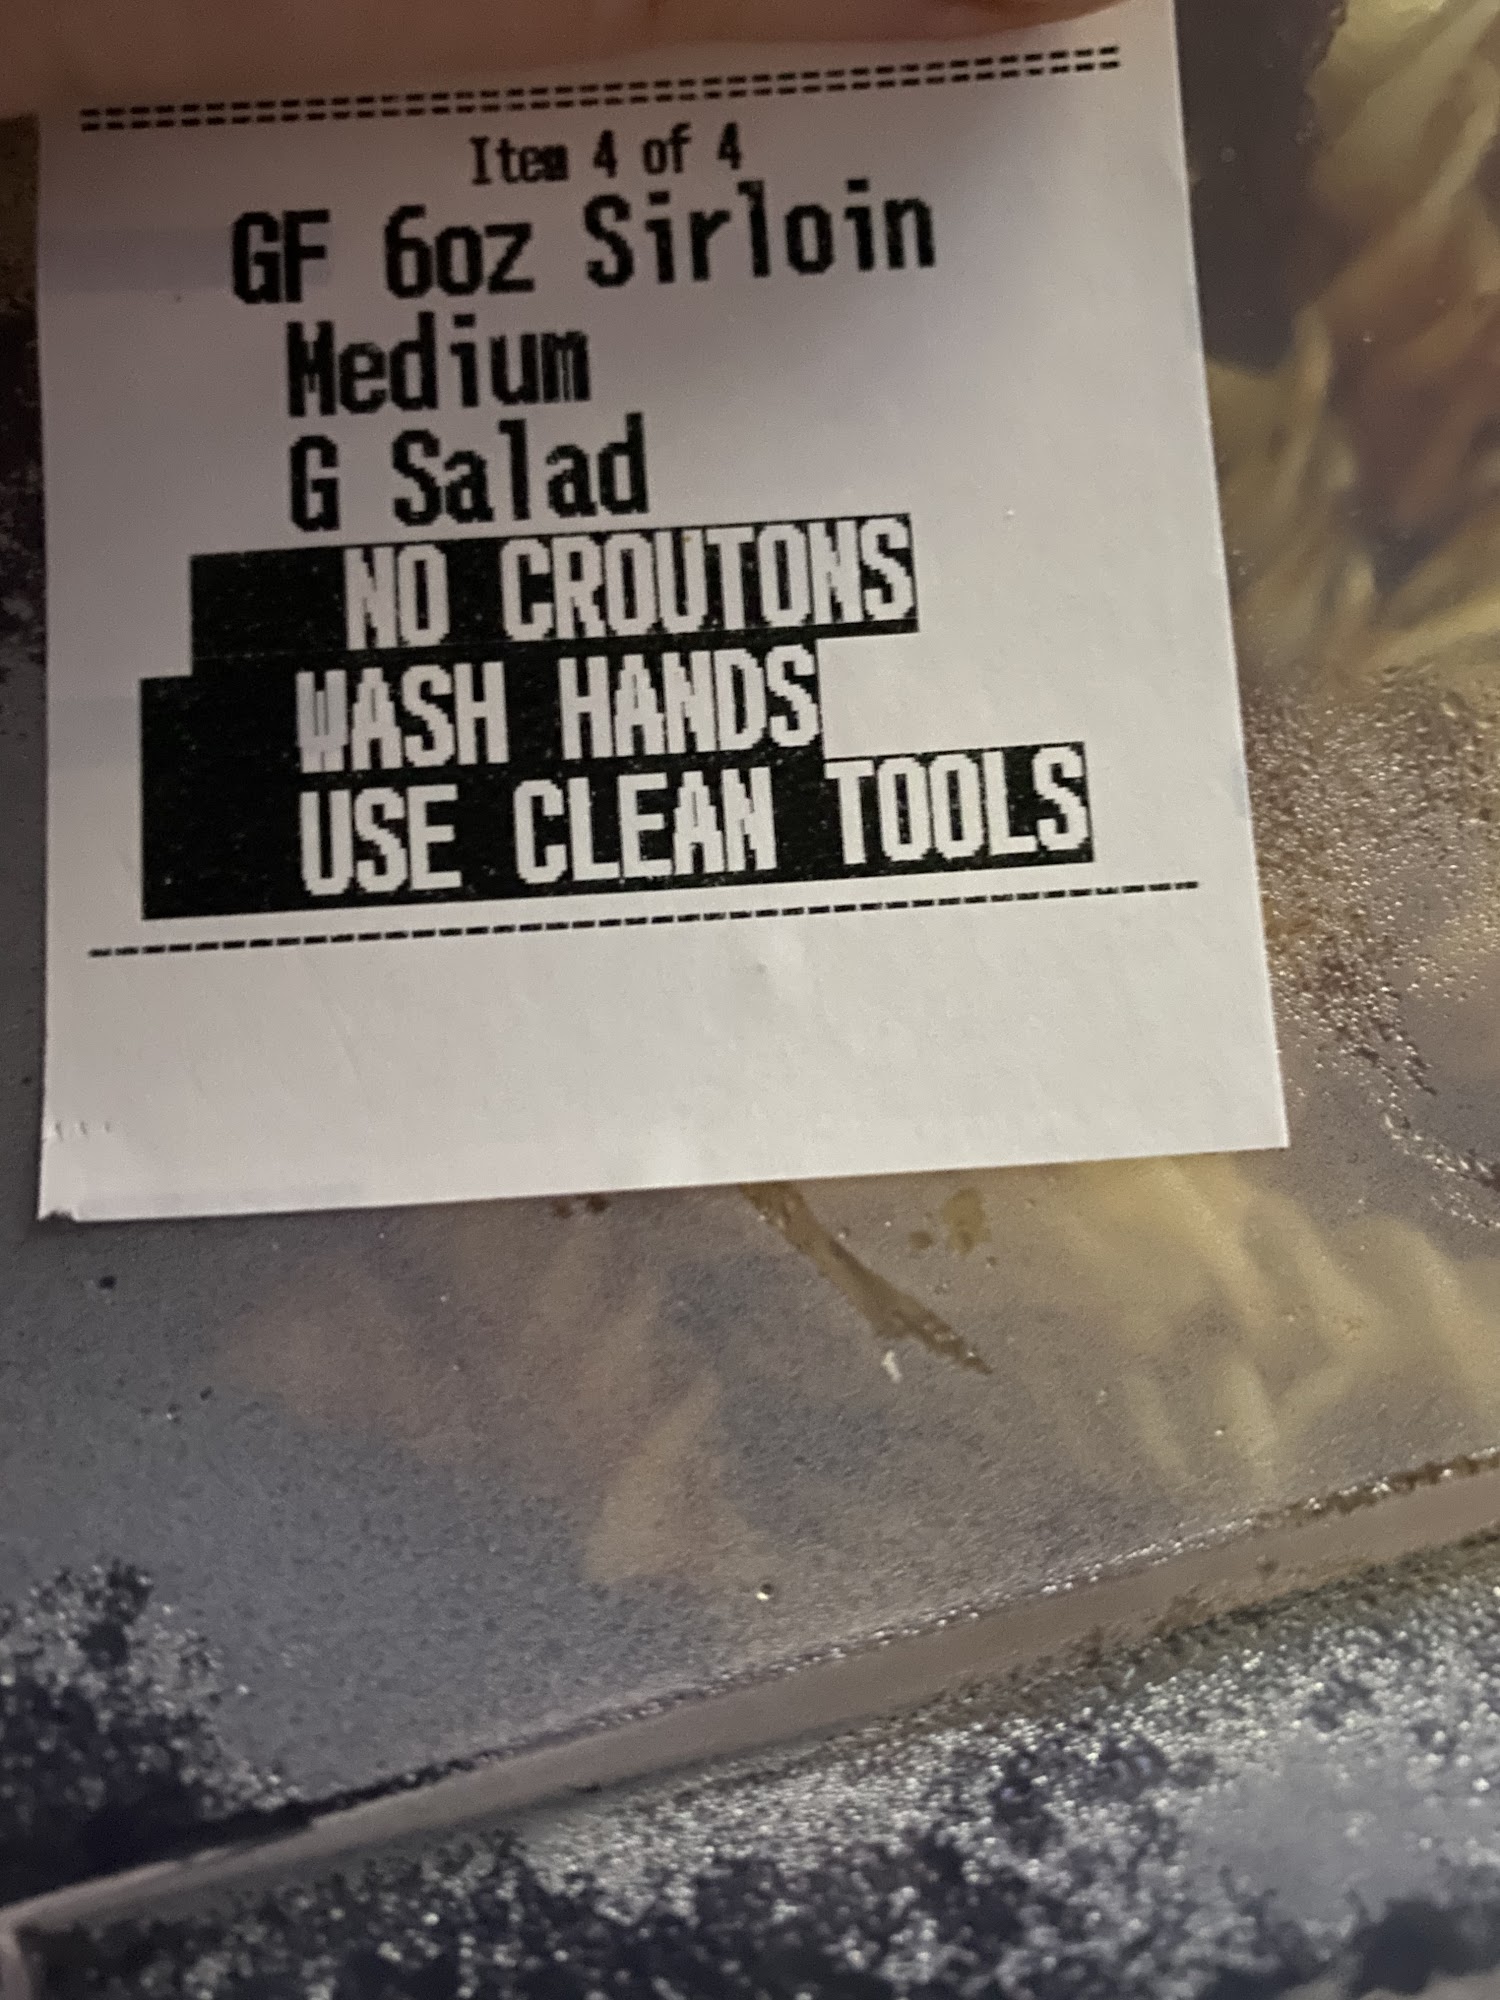 Item 4 of 4
GF 6oz Sirloin
Medium
G Salad
NO CROUTONS
WASH HANDS
USE CLEAN TOOLS